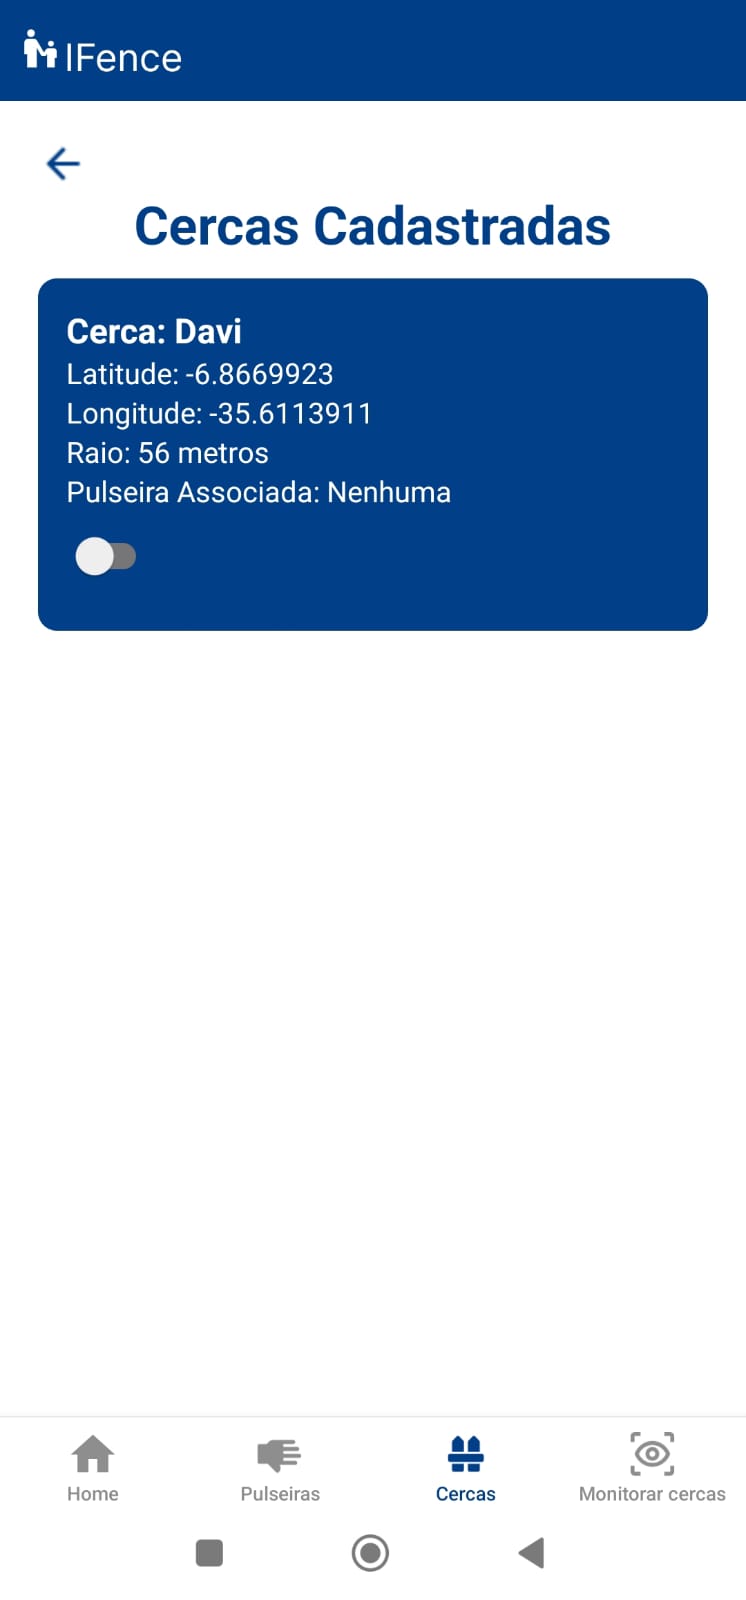 IFence
Cercas Cadastradas
Cerca: Davi
Latitude: -6.8669923
Longitude: -35.6113911
Raio: 56 metros
Pulseira Associada: Nenhuma
Home
Pulseiras
Cercas
Monitorar cercas